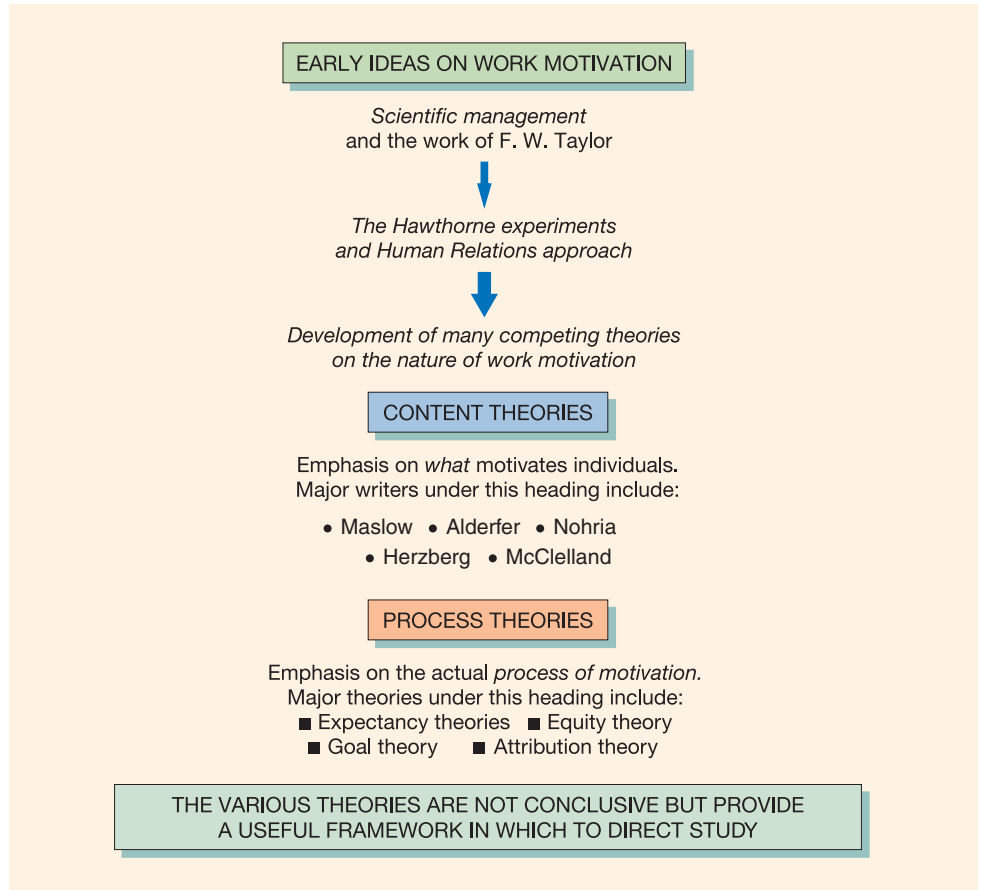 EARLY IDEAS ON WORK MOTIVATION
Scientific management
and the work of F. W. Taylor
The Hawthorne experiments
and Human Relations approach
Development of many competing theories
on the nature of work motivation
CONTENT THEORIES
Emphasis on what motivates individuals.
Major writers under this heading include:
• Maslow • Alderfer • Nohria
• Herzberg • McClelland
PROCESS THEORIES
Emphasis on the actual process of motivation.
Major theories under this heading include:
■ Expectancy theories ■ Equity theory
■ Goal theory ■ Attribution theory
THE VARIOUS THEORIES ARE NOT CONCLUSIVE BUT PROVIDE
A USEFUL FRAMEWORK IN WHICH TO DIRECT STUDY